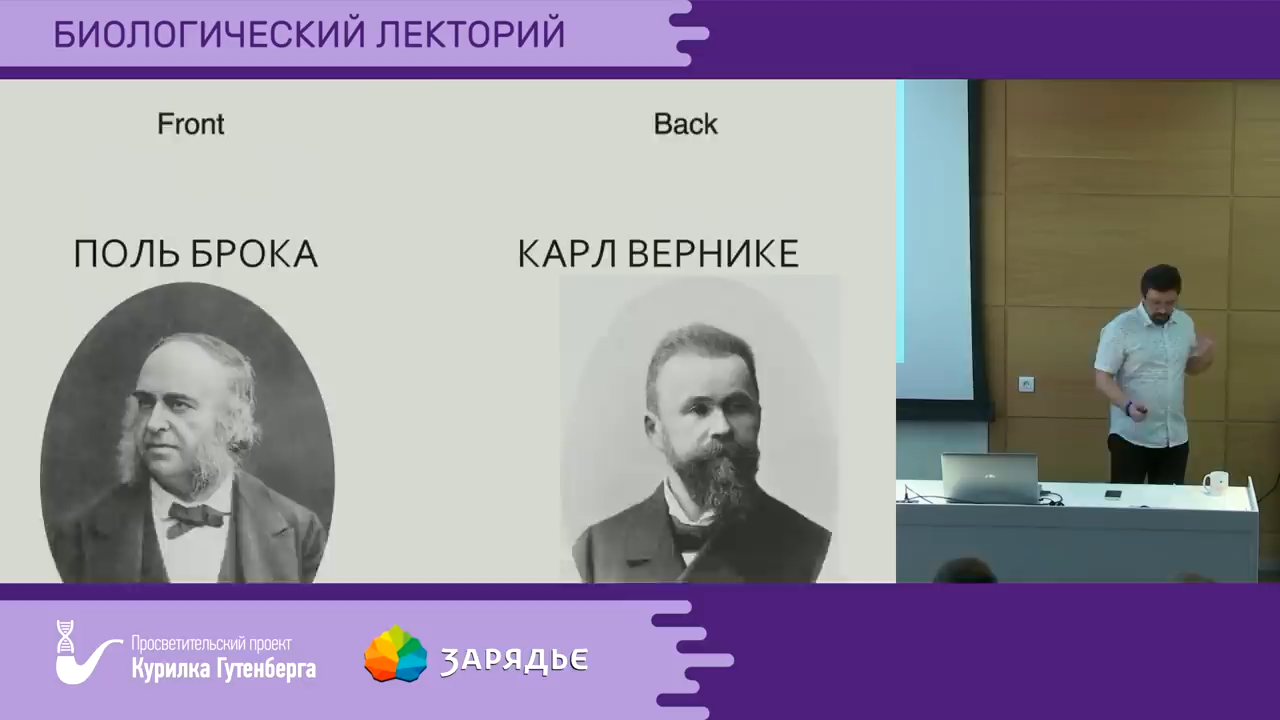 БИОЛОГИЧЕСКИЙ ЛЕКТОРИЙ
Front
Back
ПОЛЬ БРОКА
КАРЛ ВЕРНИКЕ
Просветительский проект
Курилка Гутенберга
ЗАРЯДЬЕ